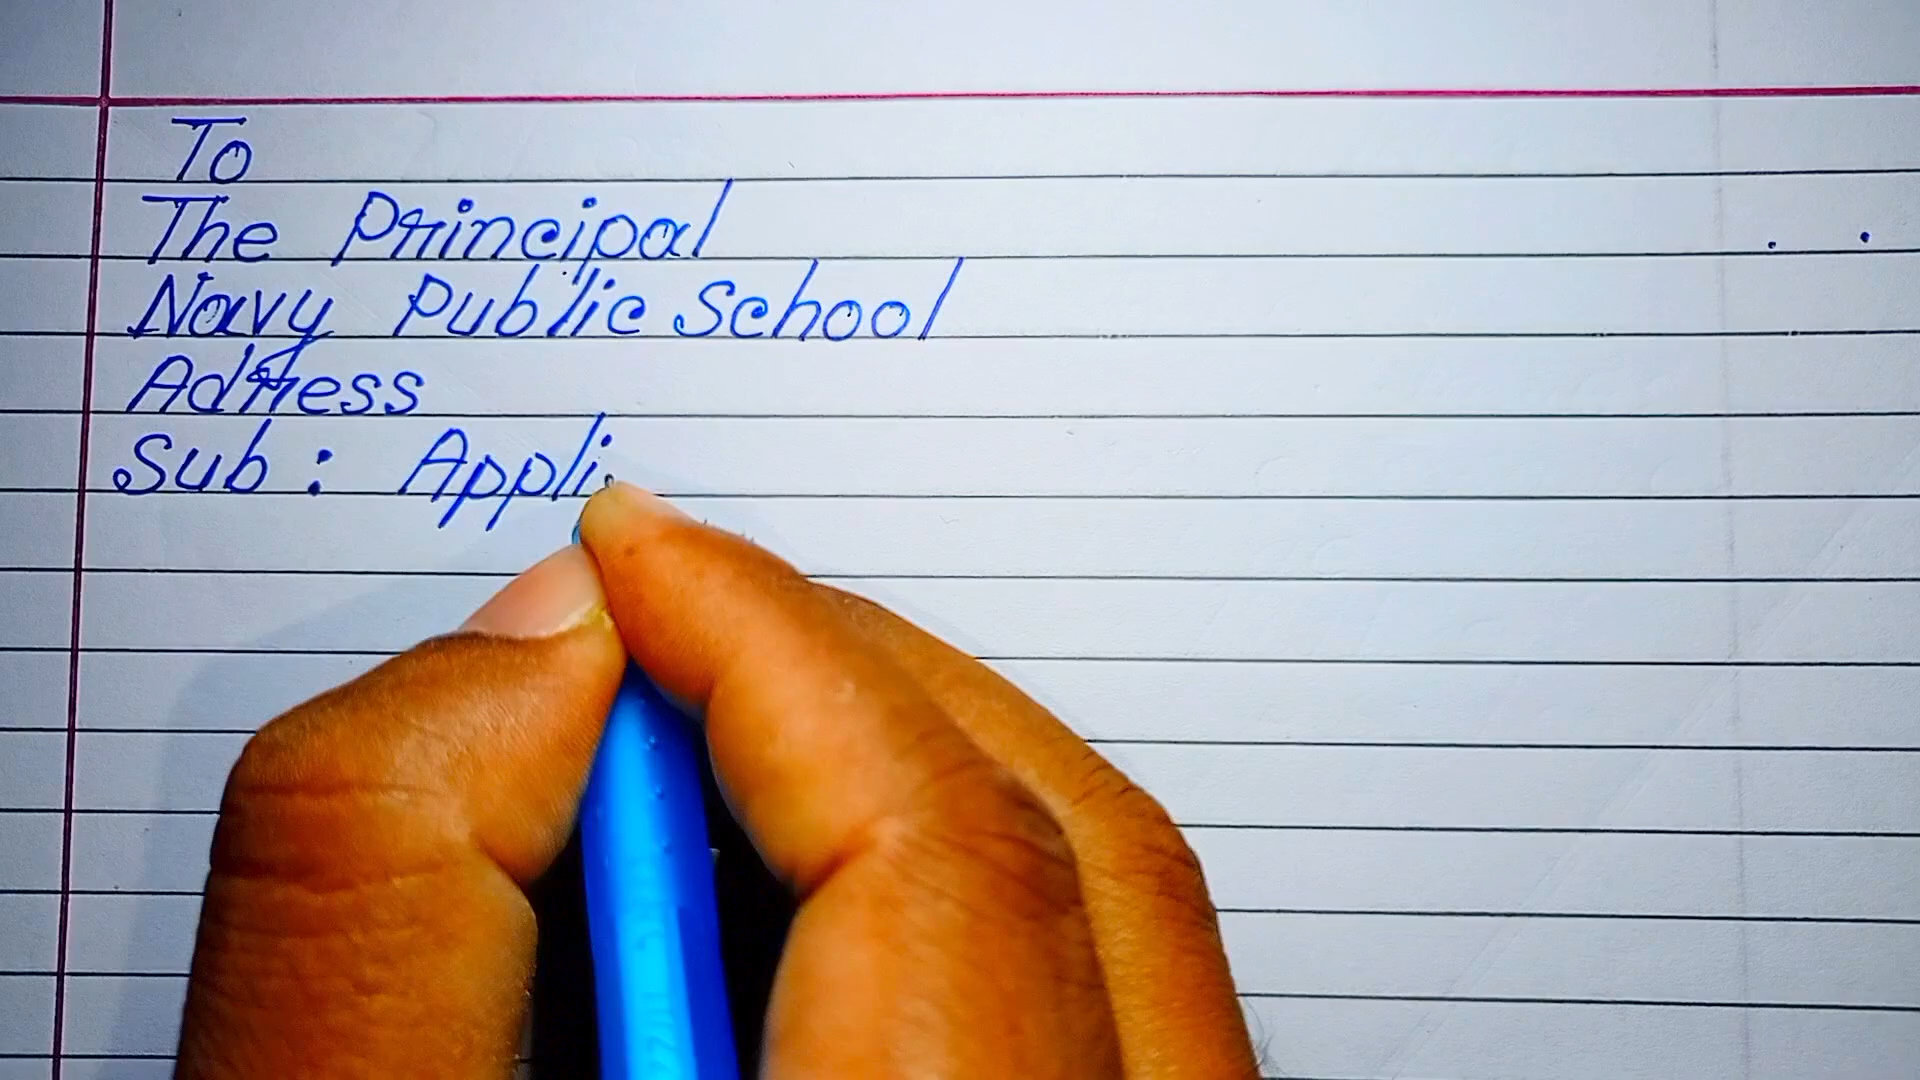 To
The Principal
Navy Public School
Adress
Sub : Appli